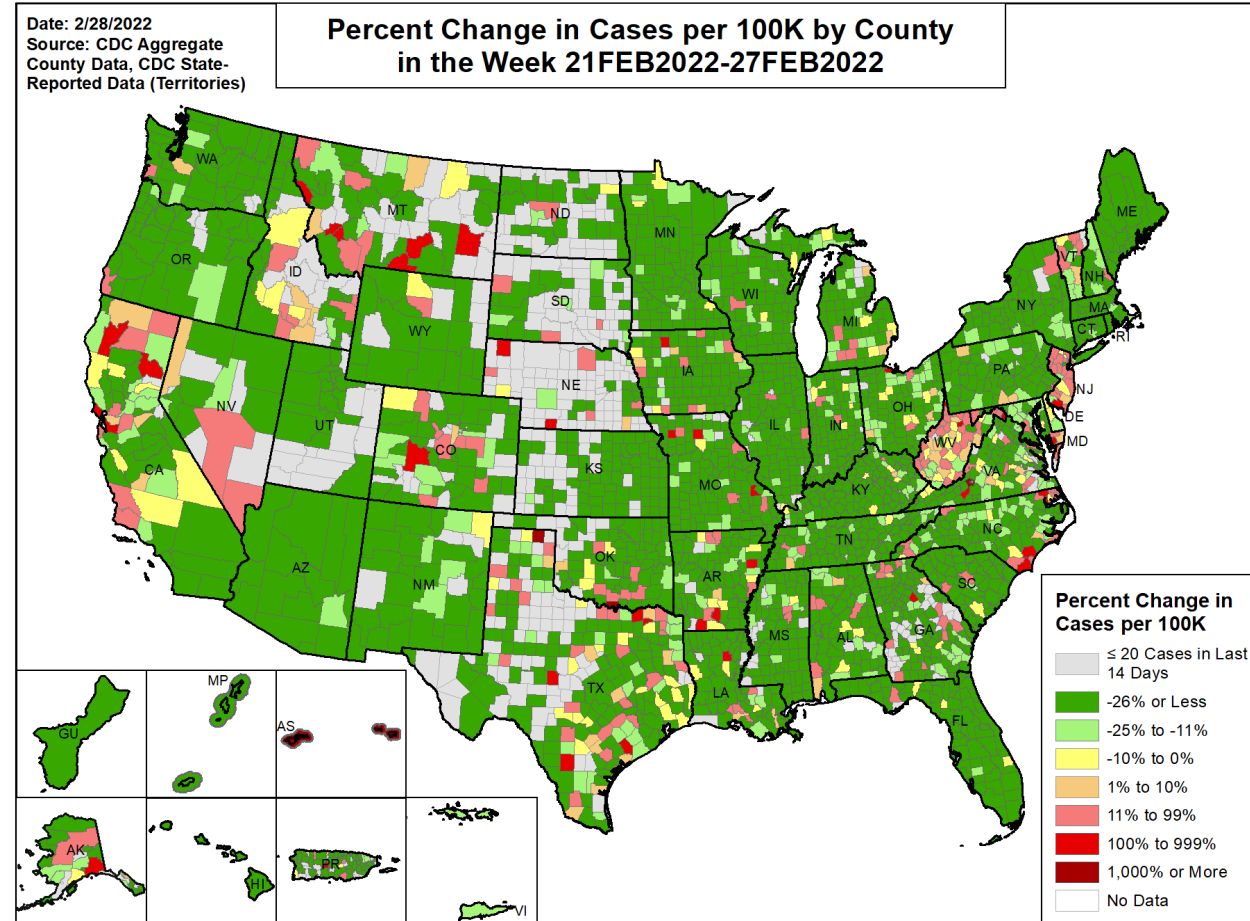 Date: 2/28/2022
Source: CDC Aggregate
County Data, CDC State-
Reported Data (Territories)
Percent Change in Cases per 100K by County
in the Week 21FEB2022-27FEB2022
WA
MT
ND
MN
ME
OR
ID
SD
WI
MI
VT
NH
NY
MA
CT
RI
WY
IA
NE
PA
NJ
NV
UT
CO
IL
IN
OH
DE
MD
WV
CA
KS
MO
KY
VA
AZ
NM
OK
AR
TN
NC
SC
MS
AL
GA
TX
LA
FL
GU
MP
AS
AK
HI
PR
VI
Percent Change in
Cases per 100K
≤ 20 Cases in Last
14 Days
-26% or Less
-25% to -11%
-10% to 0%
1% to 10%
11% to 99%
100% to 999%
1,000% or More
No Data